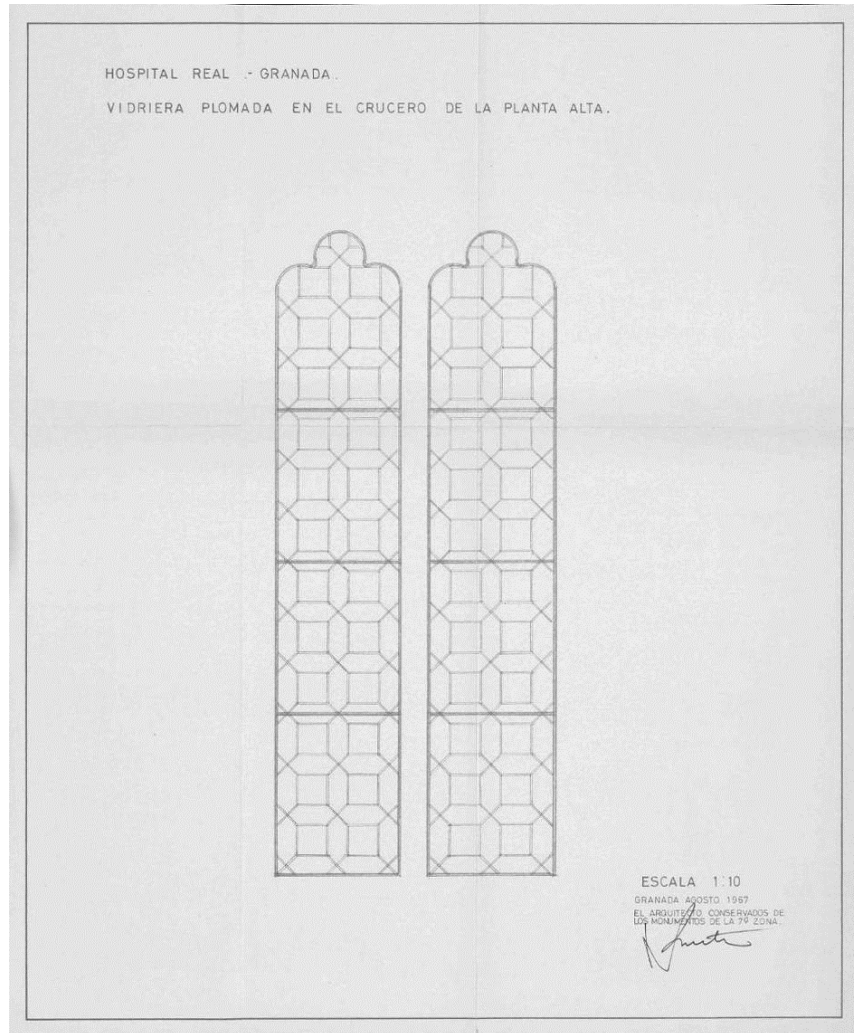 HOSPITAL REAL .- GRANADA.
VIDRIERA PLOMADA EN EL CRUCERO DE LA PLANTA ALTA.
ESCALA 1:10
GRANADA AGOSTO 1967
EL ARQUITECTO CONSERVADOS DE
LOS MONUMENTOS DE LA 7ª ZONA.